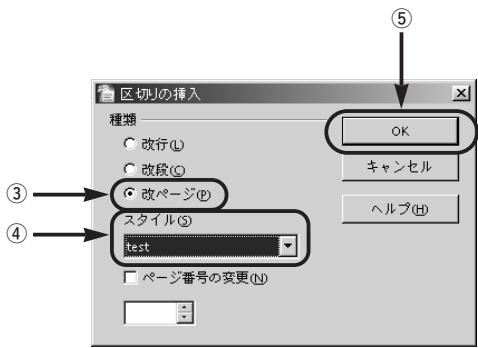 ⑤
区切りの挿入
種類
OK
改行(L)
キャンセル
改段(C)
③
改ページ(P)
ヘルプ(H)
スタイル(S)
④
test
ページ番号の変更(N)